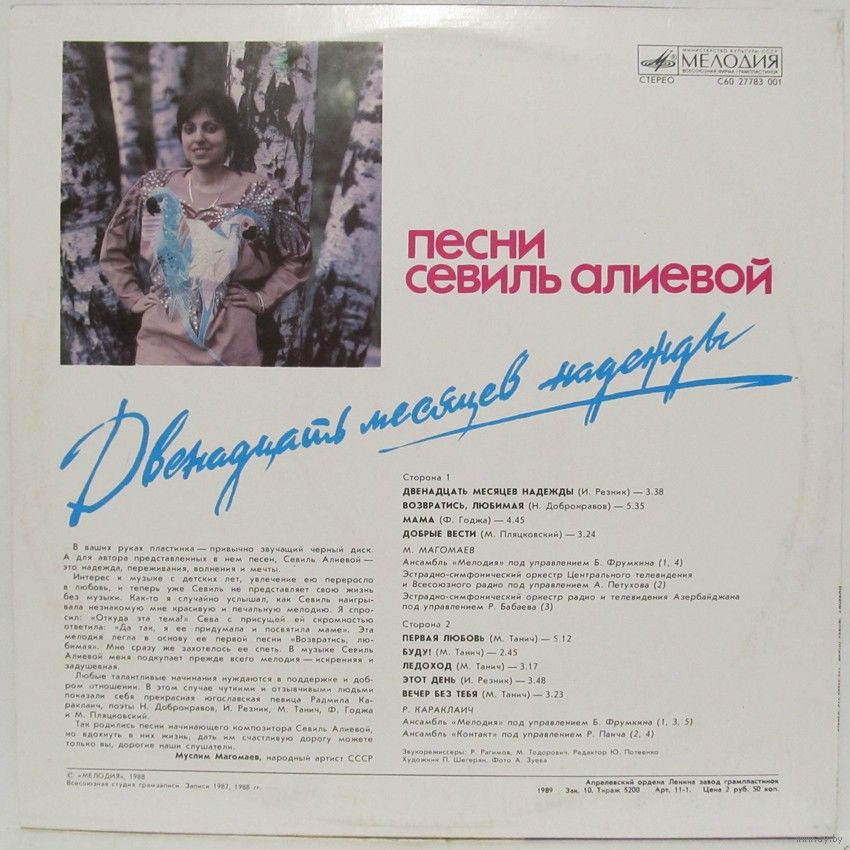 МИНИСТЕРСТВО КУЛЬТУРЫ СССР
МЕЛОДИЯ
ВСЕСОЮЗНАЯ ФИРМА ГРАМПЛАСТИНОК
СТЕРЕО С60 27783 001
песни
севиль алиевой
Двенадцать месяцев надежды
Сторона 1
ДВЕНАДЦАТЬ МЕСЯЦЕВ НАДЕЖДЫ (И. Резник) — 3.38
ВОЗВРАТИСЬ, ЛЮБИМАЯ (Н. Добронравов) — 5.35
МАМА (Ф. Годжа) — 4.45
ДОБРЫЕ ВЕСТИ (М. Пляцковский) — 3.24
М. МАГОМАЕВ
Ансамбль «Мелодия» под управлением Б. Фрумкина (1, 4)
Эстрадно-симфонический оркестр Центрального телевидения
и Всесоюзного радио под управлением А. Петухова (2)
Эстрадно-симфонический оркестр радио и телевидения Азербайджана
под управлением Р. Бабаева (3)
Сторона 2
ПЕРВАЯ ЛЮБОВЬ (М. Танич) — 5.12
БУДУ! (М. Танич) — 2.45
ЛЕДОХОД (М. Танич) — 3.17
ЭТОТ ДЕНЬ (И. Резник) — 3.48
ВЕЧЕР БЕЗ ТЕБЯ (М. Танич) — 3.23
Р. КАРАКЛАИЧ
Ансамбль «Мелодия» под управлением Б. Фрумкина (1, 3, 5)
Ансамбль «Контакт» под управлением Р. Панча (2, 4)
Звукорежиссеры: Р. Рагимов, М. Тодорович. Редактор Ю. Потеенко
Художник П. Шегерян. Фото А. Зуева
В ваших руках пластинка — привычно звучащий черный диск.
А для автора представленных в нем песен, Севиль Алиевой —
это надежда, переживания, волнения и мечты.
Интерес к музыке с детских лет, увлечение ею переросло
в любовь, и теперь уже Севиль не представляет свою жизнь
без музыки. Как-то я случайно услышал, как Севиль наигры-
вала незнакомую мне красивую и печальную мелодию. Я спро-
сил: «Откуда эта тема?» Сева с присущей ей скромностью
ответила: «Да так, я ее придумала и посвятила маме». Эта
мелодия легла в основу ее первой песни «Возвратись, лю-
бимая». Мне сразу же захотелось ее спеть. В музыке Севиль
Алиевой меня подкупает прежде всего мелодия — искренняя и
задушевная.
Любые талантливые начинания нуждаются в поддержке и доб-
ром отношении. В этом случае чуткими и отзывчивыми людьми
показали себя прекрасная югославская певица Радмила Ка-
раклаич, поэты Н. Добронравов, И. Резник, М. Танич, Ф. Годжа
и М. Пляцковский.
Так родились песни начинающего композитора Севиль Алиевой,
но вдохнуть в них жизнь, дать им счастливую дорогу можете
только вы, дорогие наши слушатели.
Муслим Магомаев, народный артист СССР
© «МЕЛОДИЯ», 1988
Всесоюзная студия грамзаписи. Записи 1987, 1988 гг.
Апрелевский ордена Ленина завод грампластинок
1989 Зак. 10. Тираж 5200 Арт. 11-1. Цена 2 руб. 50 коп.